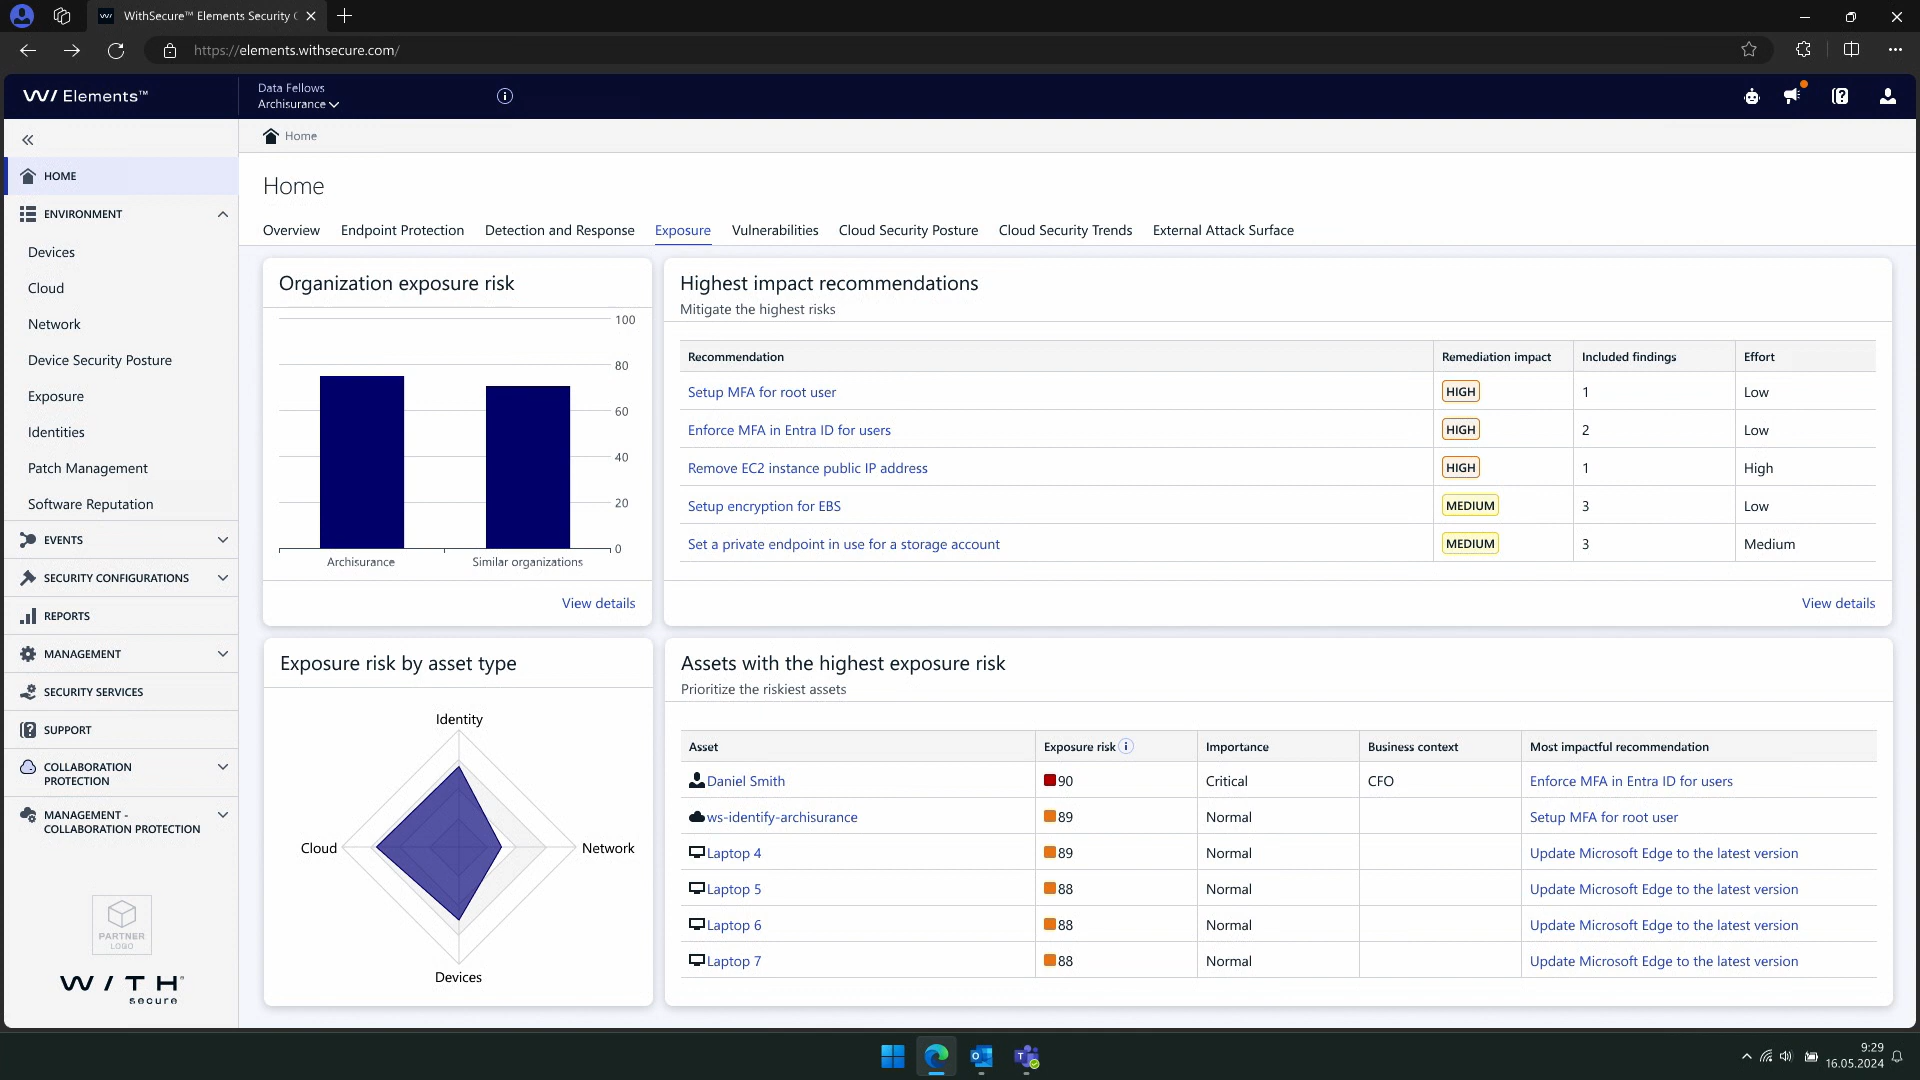 WithSecure™ Elements Security
https://elements.withsecure.com/
W/ Elements™
Data Fellows
Archisurance
Home
HOME
ENVIRONMENT
Devices
Cloud
Network
Device Security Posture
Exposure
Identities
Patch Management
Software Reputation
EVENTS
SECURITY CONFIGURATIONS
REPORTS
MANAGEMENT
SECURITY SERVICES
SUPPORT
COLLABORATION
PROTECTION
MANAGEMENT -
COLLABORATION PROTECTION
PARTNER
LOGO
W/TH
secure
Home
Overview Endpoint Protection Detection and Response Exposure Vulnerabilities Cloud Security Posture Cloud Security Trends External Attack Surface
Organization exposure risk
100
80
60
40
20
0
Archisurance Similar organizations
View details
Highest impact recommendations
Mitigate the highest risks
Recommendation Remediation impact Included findings Effort
Setup MFA for root user HIGH 1 Low
Enforce MFA in Entra ID for users HIGH 2 Low
Remove EC2 instance public IP address HIGH 1 High
Setup encryption for EBS MEDIUM 3 Low
Set a private endpoint in use for a storage account MEDIUM 3 Medium
View details
Exposure risk by asset type
Identity
Cloud Network
Devices
Assets with the highest exposure risk
Prioritize the riskiest assets
Asset Exposure risk Importance Business context Most impactful recommendation
Daniel Smith 90 Critical CFO Enforce MFA in Entra ID for users
ws-identify-archisurance 89 Normal Setup MFA for root user
Laptop 4 89 Normal Update Microsoft Edge to the latest version
Laptop 5 88 Normal Update Microsoft Edge to the latest version
Laptop 6 88 Normal Update Microsoft Edge to the latest version
Laptop 7 88 Normal Update Microsoft Edge to the latest version
9:29
16.05.2024